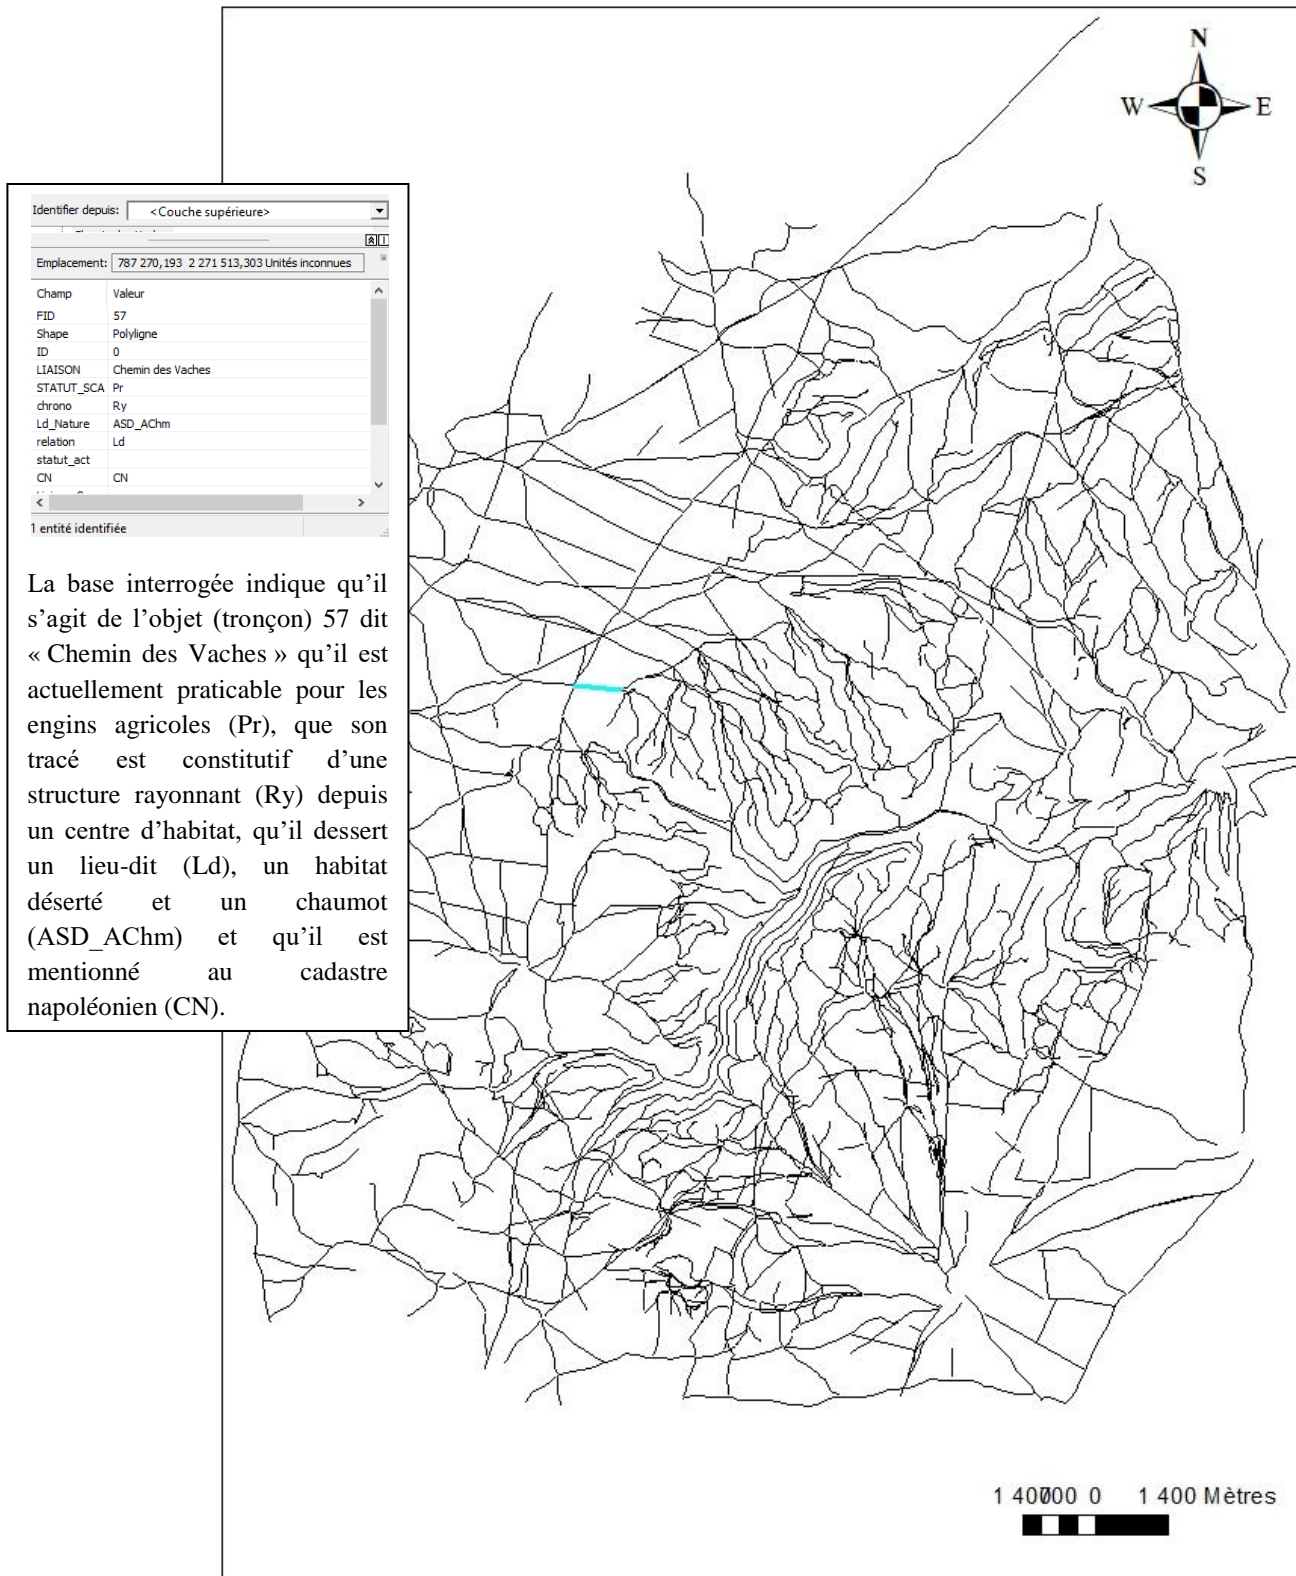 N
W E
S
Identifier depuis: <Couche supérieure>
Emplacement: 787 270,193 2 271 513,303 Unités inconnues
Champ Valeur
FID 57
Shape Polyligne
ID 0
LIAISON Chemin des Vaches
STATUT_SCA Pr
chrono Ry
Ld_Nature ASD_AChm
relation Ld
statut_act
CN CN
1 entité identifiée
La base interrogée indique qu’il
s’agit de l’objet (tronçon) 57 dit
« Chemin des Vaches » qu’il est
actuellement praticable pour les
engins agricoles (Pr), que son
tracé est constitutif d’une
structure rayonnant (Ry) depuis
un centre d’habitat, qu’il dessert
un lieu-dit (Ld), un habitat
déserté et un chaumot
(ASD_AChm) et qu’il est
mentionné au cadastre
napoléonien (CN).
0 1 400 Mètres